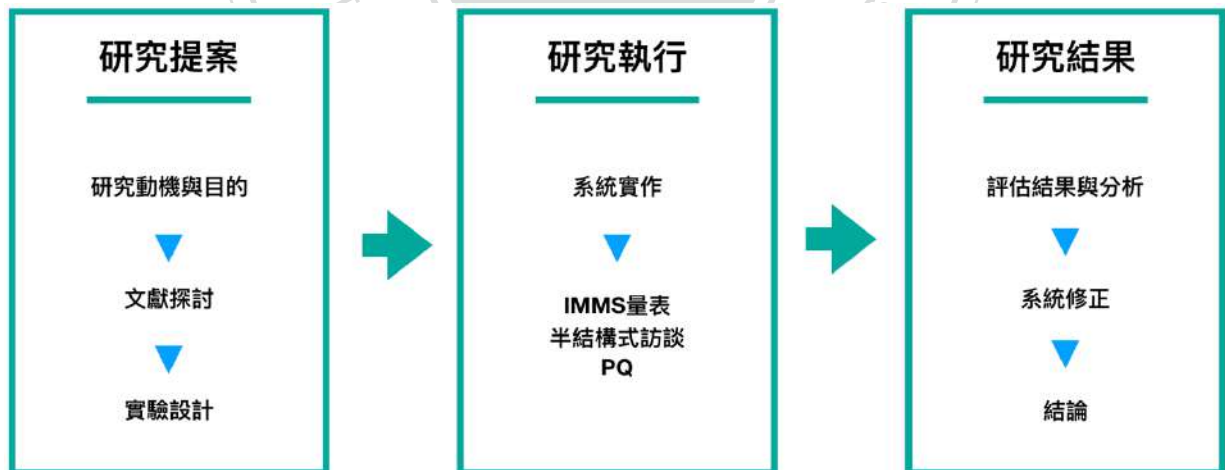 研究提案
研究動機與目的
文獻探討
實驗設計
研究執行
系統實作
IMMS量表
半結構式訪談
PQ
研究結果
評估結果與分析
系統修正
結論